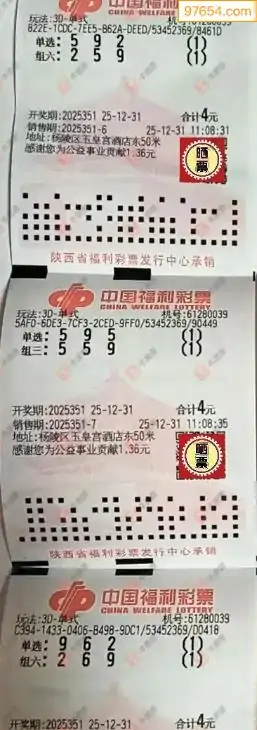 97654.com
中国福利彩票
CHINA WELFARE LOTTERY
玩法:3D-单式 机号:61280039
822E-1CDC-7EE5-B62A-DEED/53452369/8461D
单选: 5 9 2 (1)
组六: 2 5 9 (1)
开奖期:2025351 25-12-31 合计4元
销售期:2025351-6 25-12-31 11:08:31
地址:杨陵区玉皇宫酒店东50米
感谢您为公益事业贡献1.36元
晒票
陕西省福利彩票发行中心承销
中国福利彩票
CHINA WELFARE LOTTERY
玩法:3D-单式 机号:61280039
5AF0-6DE3-7CF3-2CED-9FF0/53452369/90449
单选: 5 9 5 (1)
组三: 5 5 9 (1)
开奖期:2025351 25-12-31 合计4元
销售期:2025351-7 25-12-31 11:08:35
地址:杨陵区玉皇宫酒店东50米
感谢您为公益事业贡献1.36元
晒票
陕西省福利彩票发行中心承销
中国福利彩票
CHINA WELFARE LOTTERY
玩法:3D-单式 机号:61280039
C394-1433-0406-B498-9DC1/53452369/D0418
单选: 9 6 2 (1)
组六: 2 6 9 (1)
开奖期:2025351 25-12-31 合计4元